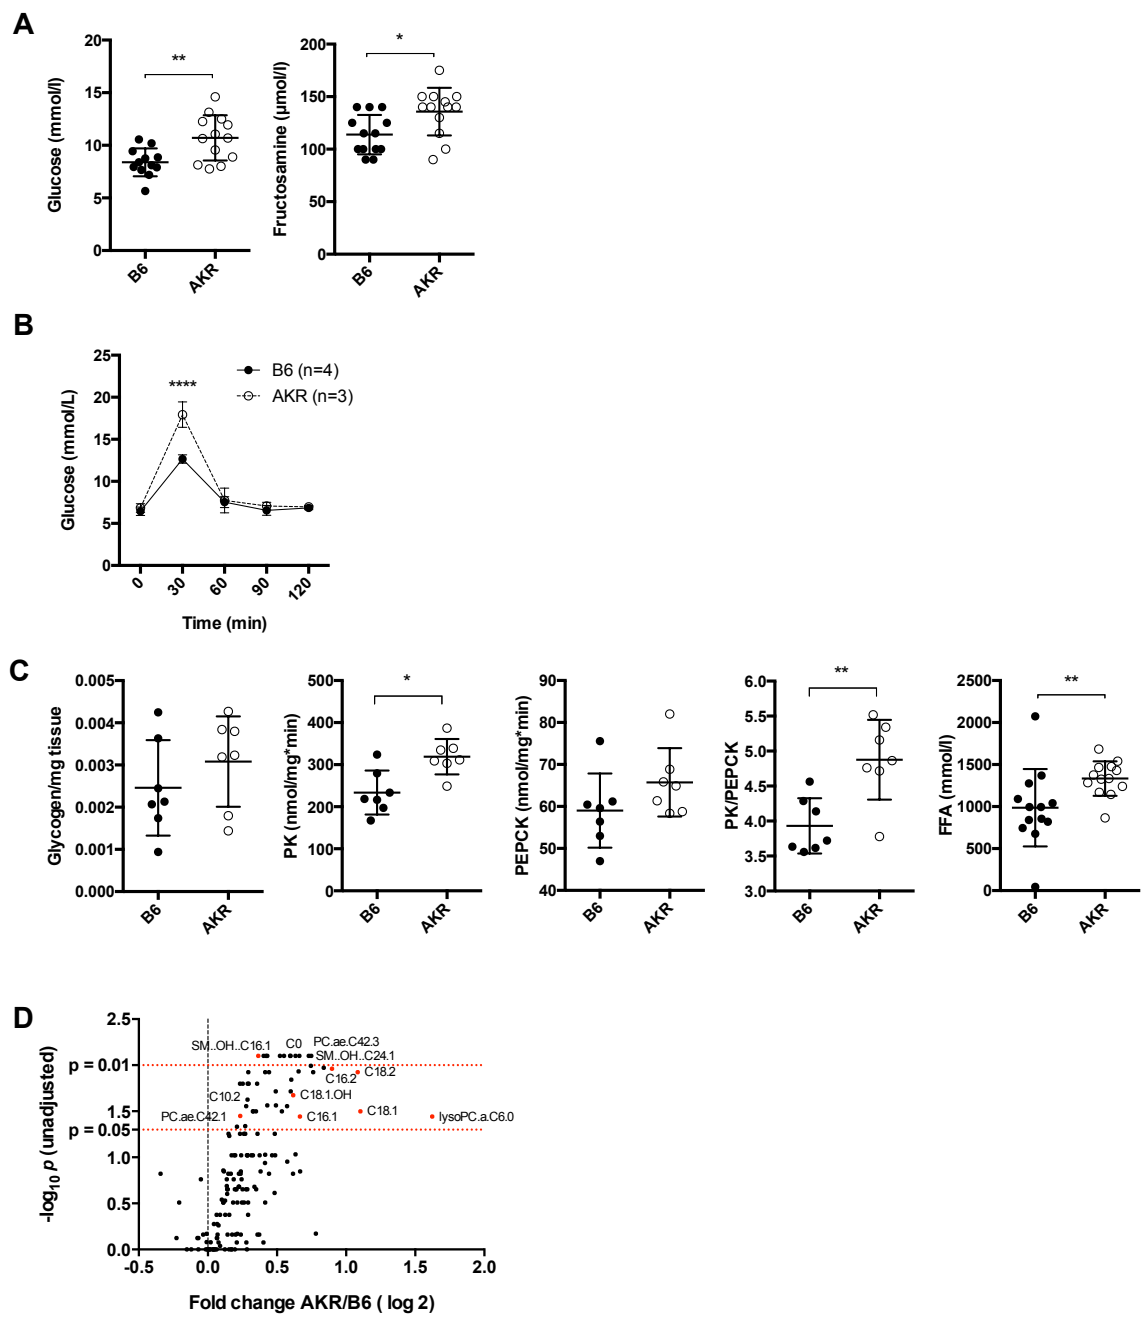 A
20
15
10
5
0
Glucose (mmol/l)
**
B6
AKR
200
150
100
50
0
Fructosamine (µmol/l)
*
B6
AKR
B
25
20
15
10
5
0
Glucose (mmol/L)
****
B6 (n=4)
AKR (n=3)
0
30
60
90
120
Time (min)
C
0.005
0.004
0.003
0.002
0.001
0.000
Glycogen/mg tissue
B6
AKR
500
400
300
200
100
0
PK (nmol/mg*min)
*
B6
AKR
90
80
70
60
50
40
PEPCK (nmol/mg*min)
B6
AKR
6.0
5.5
5.0
4.5
4.0
3.5
3.0
PK/PEPCK
**
B6
AKR
2500
2000
1500
1000
500
0
FFA (mmol/l)
**
B6
AKR
D
2.5
p = 0.01
1.5
p = 0.05
1.0
0.5
0.0
-log10 p (unadjusted)
SM..OH..C16.1
C0
PC.ae.C42.3
SM..OH..C24.1
C16.2
C18.2
C10.2
C18.1.OH
PC.ae.C42.1
C16.1
C18.1
lysoPC.a.C6.0
-0.5
0.0
0.5
1.0
1.5
2.0
Fold change AKR/B6 ( log 2)